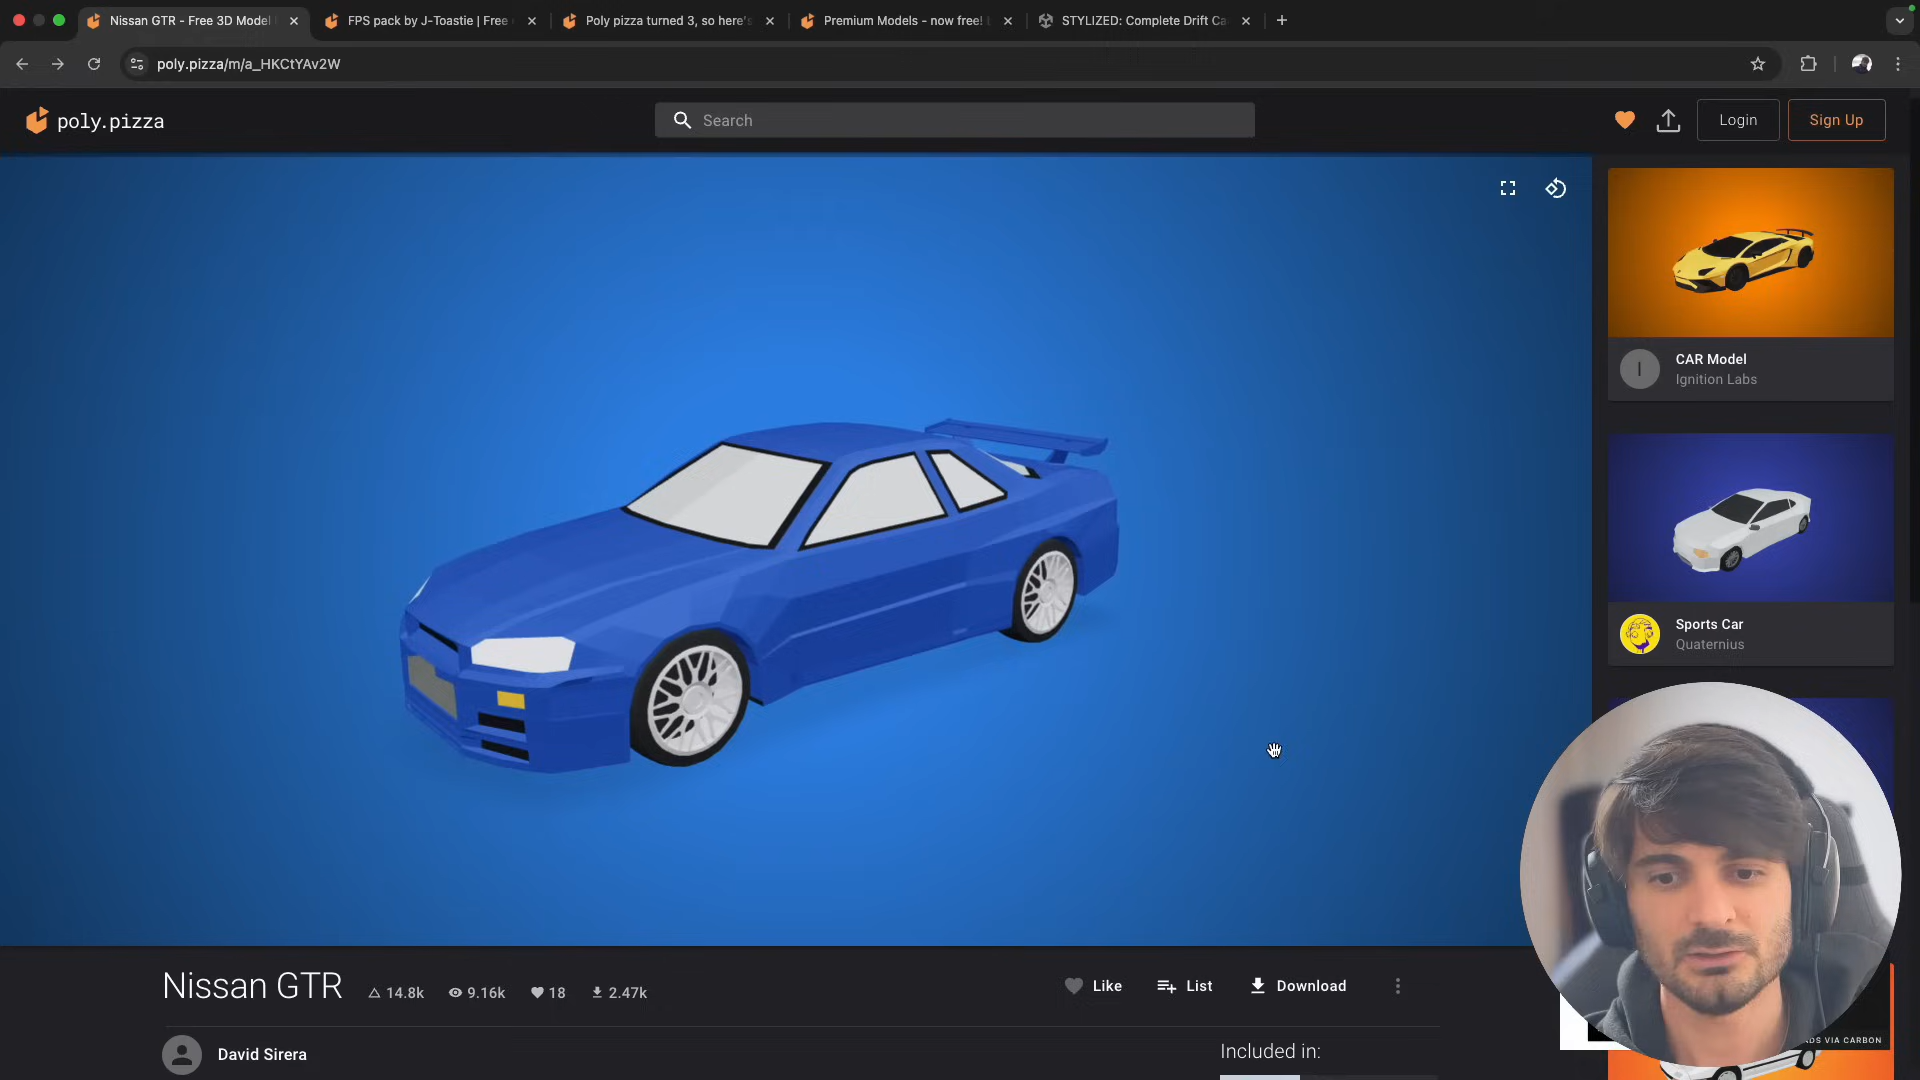 Nissan GTR - Free 3D Model
FPS pack by J-Toastie | Free
Poly pizza turned 3, so here's
Premium Models - now free!
STYLIZED: Complete Drift Ca
poly.pizza/m/a_HKCtYAv2W
poly.pizza
Search
Login
Sign Up
CAR Model
I
Ignition Labs
Sports Car
Quaternius
Nissan GTR
14.8k
9.16k
18
2.47k
Like
List
Download
David Sirera
Included in:
VIA CARBON